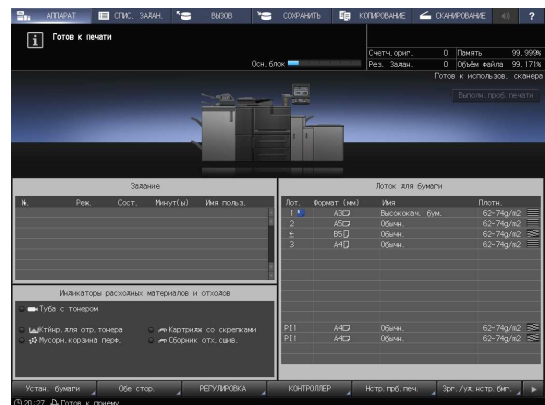 АППАРАТ СПИС. ЗАДАН. ВЫЗОВ СОХРАНИТЬ КОПИРОВАНИЕ СКАНИРОВАНИЕ ?
Готов к печати
Осн. блок
Счетч. ориг. 0 Память 99.999%
Рез. Задан. 0 Объём файла 99.171%
Готов к использов. сканера
Выполн. проб. печати
Задание
№. Реж. Сост. Минут(ы) Имя польз.
Лоток для бумаги
Лот. Формат (мм) Имя Плотн.
1 A3 Высококач. бум. 62-74g/m2
2 A5 Обычн. 62-74g/m2
B5 Обычн. 62-74g/m2
3 A4 Обычн. 62-74g/m2
PI1 A4 Обычн. 62-74g/m2
PI1 A4 Обычн. 62-74g/m2
Индикаторы расходных материалов и отходов
Туба с тонером
Ктйнр. для отр. тонера Картридж со скрепками
Мусорн. корзина перф. Сборник отх. сшив.
Устан. бумаги Обе стор. РЕГУЛИРОВКА КОНТРОЛЛЕР Нстр. прб. печ. Эрг./уд. нстр. бмг.
20:27 Готов к приему